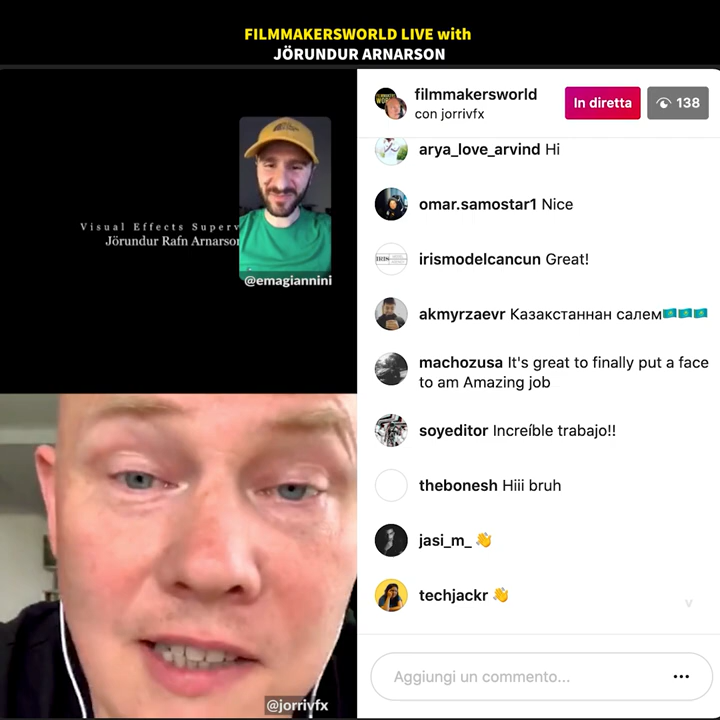 FILMMAKERSWORLD LIVE with
JÖRUNDUR ARNARSON
Visual Effects Superv
Jörundur Rafn Arnarson
@emagiannini
@jorrivfx
filmmakersworld
con jorrivfx
In diretta
138
arya_love_arvind Hi
omar.samostar1 Nice
irismodelcancun Great!
akmyrzaevr Казакстаннан салем🇰🇿🇰🇿🇰🇿
machozusa It's great to finally put a face
to am Amazing job
soyeditor Increíble trabajo!!
thebonesh Hiii bruh
jasi_m_ 👋
techjackr 👋
Aggiungi un commento...